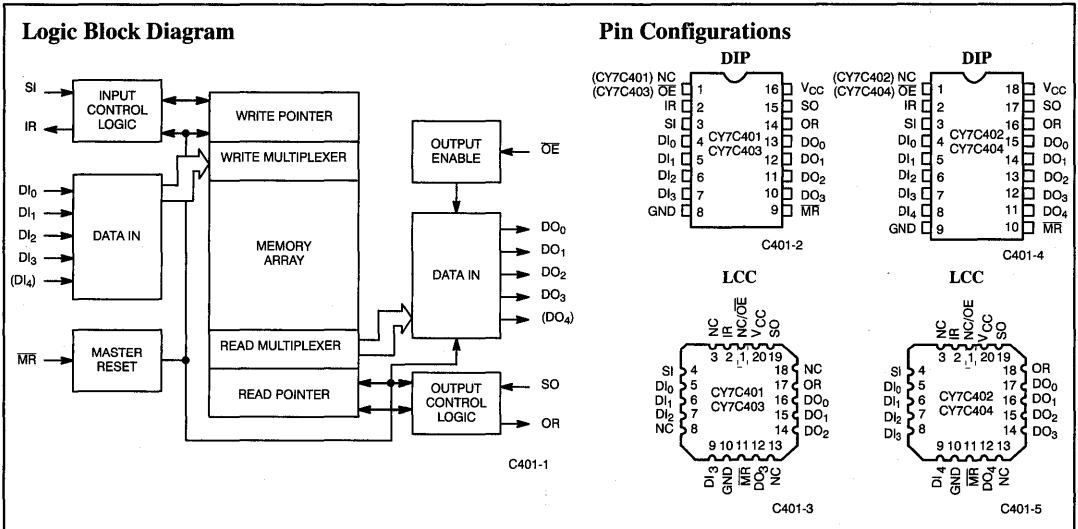 Logic Block Diagram
SI
IR
INPUT
CONTROL
LOGIC
WRITE POINTER
WRITE MULTIPLEXER
MEMORY
ARRAY
READ MULTIPLEXER
READ POINTER
DI0
DI1
DI2
DI3
(DI4)
DATA IN
M̅R̅
MASTER
RESET
OUTPUT
ENABLE
O̅E̅
DATA IN
DO0
DO1
DO2
DO3
(DO4)
OUTPUT
CONTROL
LOGIC
SO
OR
C401-1
Pin Configurations
DIP
(CY7C401) NC
(CY7C403) O̅E̅ 1 16 VCC
IR 2 15 SO
SI 3 14 OR
DI0 4 13 DO0
DI1 5 12 DO1
DI2 6 11 DO2
DI3 7 10 DO3
GND 8 9 M̅R̅
CY7C401
CY7C403
C401-2
DIP
(CY7C402) NC
(CY7C404) O̅E̅ 1 18 VCC
IR 2 17 SO
SI 3 16 OR
DI0 4 15 DO0
DI1 5 14 DO1
DI2 6 13 DO2
DI3 7 12 DO3
DI4 8 11 DO4
GND 9 10 M̅R̅
CY7C402
CY7C404
C401-4
LCC
NC IR NC/O̅E̅ VCC SO
3 2 1 20 19
SI 4 18 NC
DI0 5 17 OR
DI1 6 16 DO0
DI2 7 15 DO1
NC 8 14 DO2
CY7C401
CY7C403
9 10 11 12 13
DI3 GND M̅R̅ DO3 NC
C401-3
LCC
NC IR NC/OE VCC SO
3 2 1 20 19
SI 4 18 OR
DI0 5 17 DO0
DI1 6 16 DO1
DI2 7 15 DO2
DI3 8 14 DO3
CY7C402
CY7C404
9 10 11 12 13
DI4 GND M̅R̅ DO4 NC
C401-5